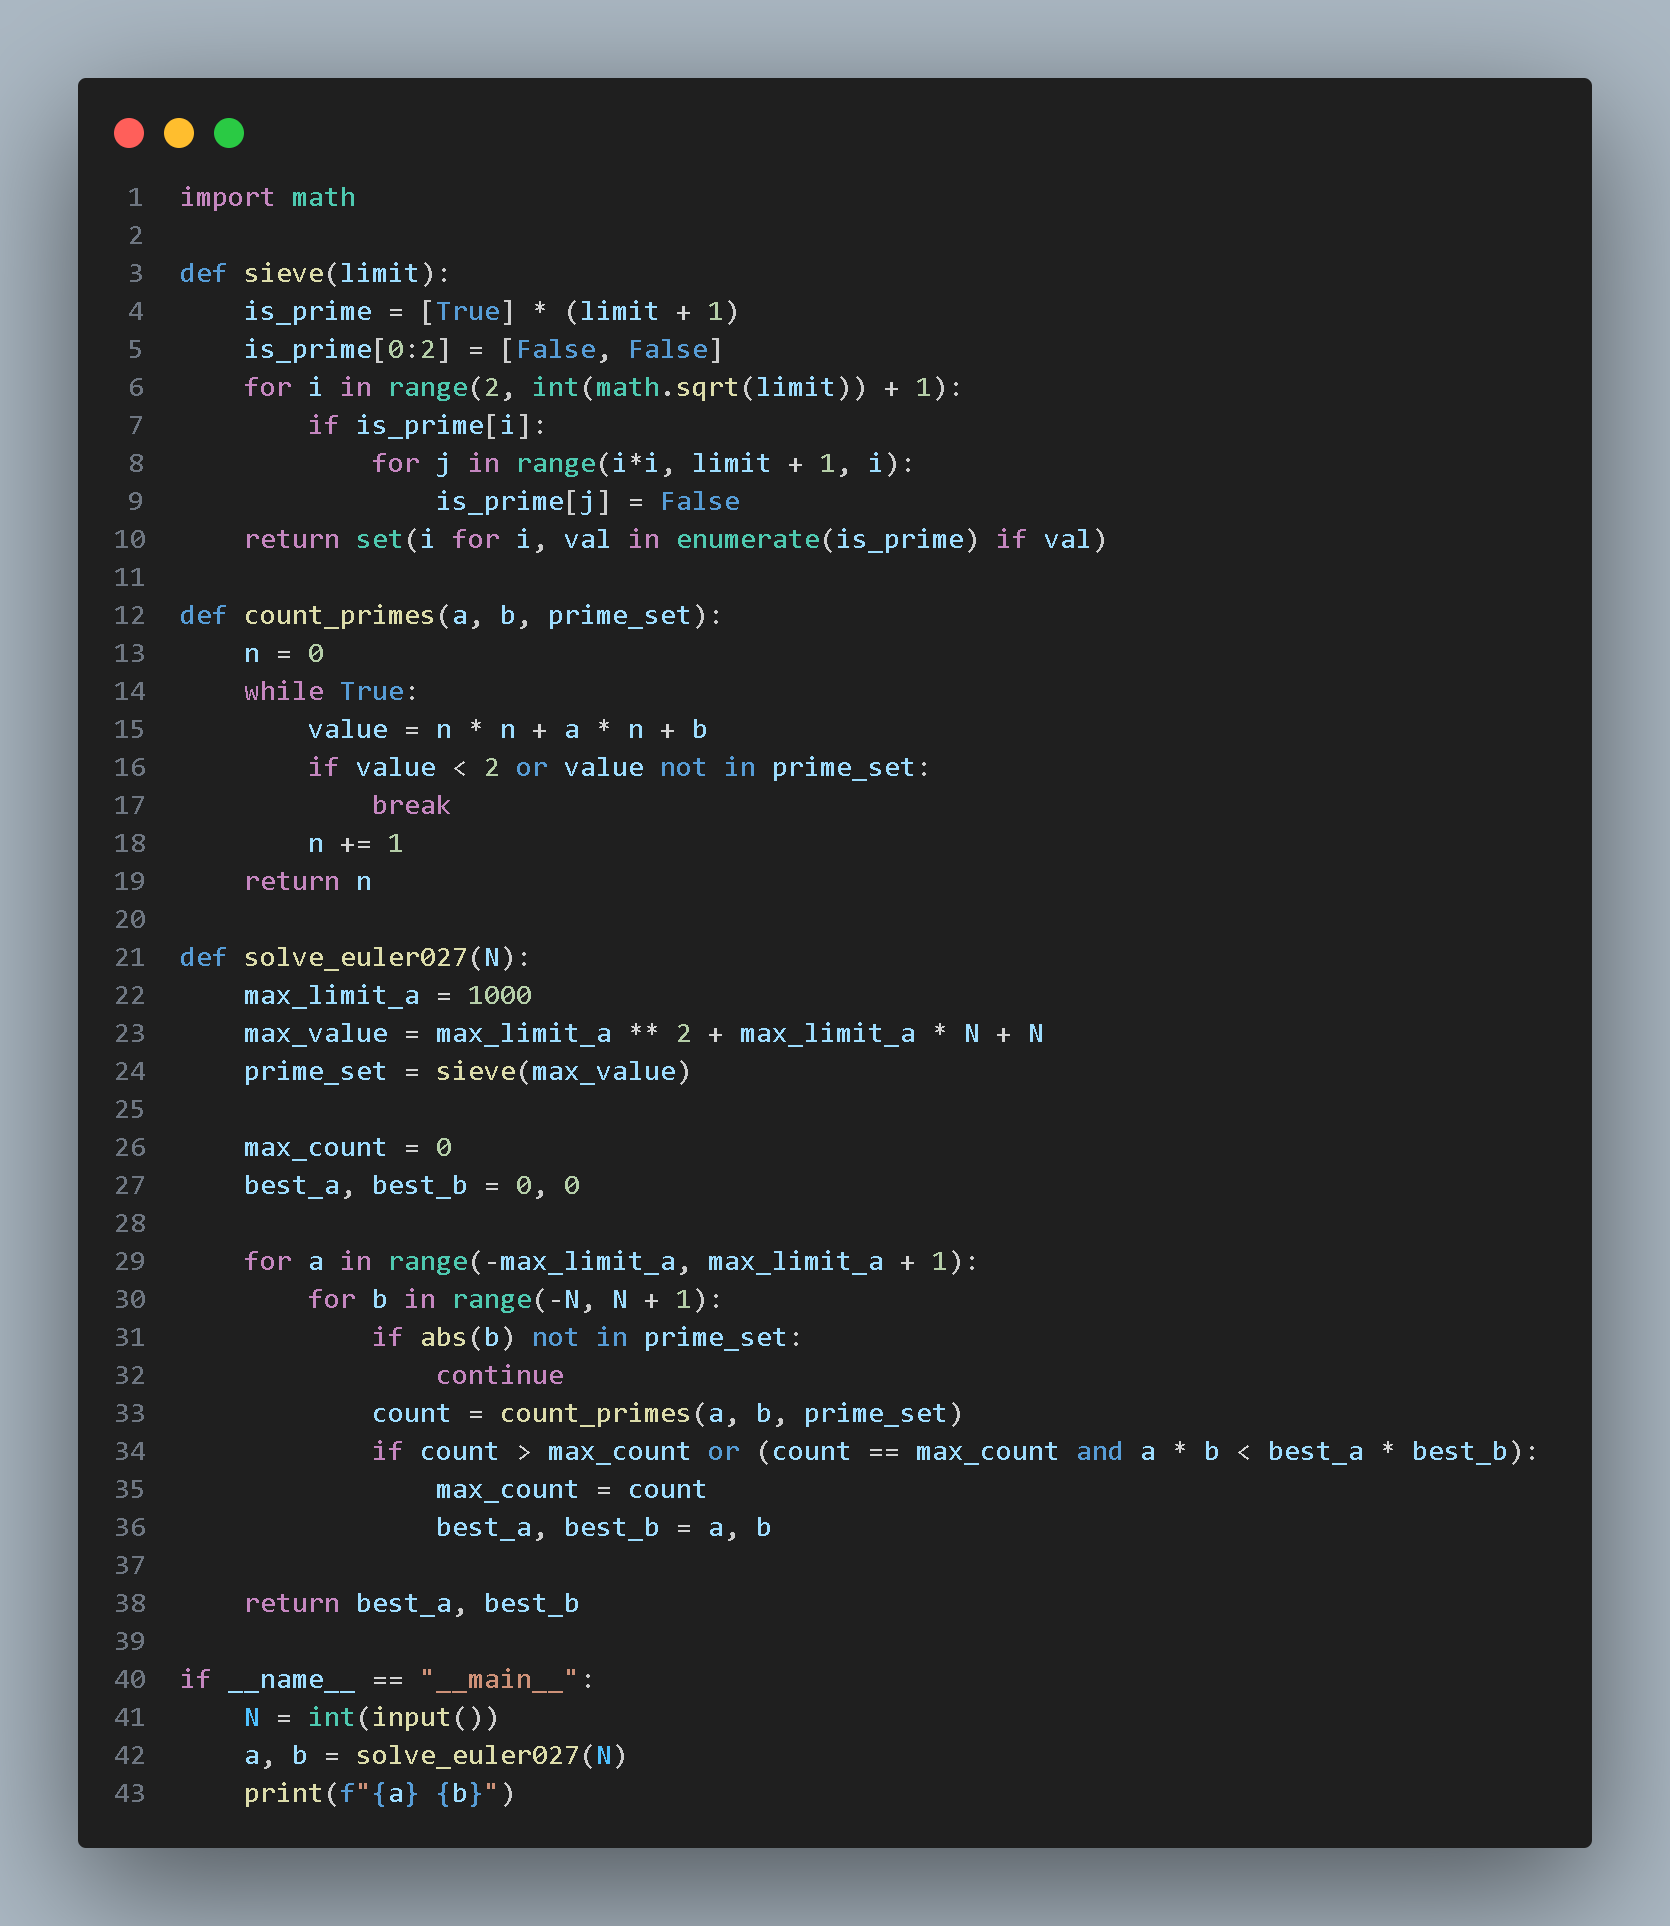 1 import math
2
3 def sieve(limit):
4     is_prime = [True] * (limit + 1)
5     is_prime[0:2] = [False, False]
6     for i in range(2, int(math.sqrt(limit)) + 1):
7         if is_prime[i]:
8             for j in range(i*i, limit + 1, i):
9                 is_prime[j] = False
10     return set(i for i, val in enumerate(is_prime) if val)
11
12 def count_primes(a, b, prime_set):
13     n = 0
14     while True:
15         value = n * n + a * n + b
16         if value < 2 or value not in prime_set:
17             break
18         n += 1
19     return n
20
21 def solve_euler027(N):
22     max_limit_a = 1000
23     max_value = max_limit_a ** 2 + max_limit_a * N + N
24     prime_set = sieve(max_value)
25
26     max_count = 0
27     best_a, best_b = 0, 0
28
29     for a in range(-max_limit_a, max_limit_a + 1):
30         for b in range(-N, N + 1):
31             if abs(b) not in prime_set:
32                 continue
33             count = count_primes(a, b, prime_set)
34             if count > max_count or (count == max_count and a * b < best_a * best_b):
35                 max_count = count
36                 best_a, best_b = a, b
37
38     return best_a, best_b
39
40 if __name__ == "__main__":
41     N = int(input())
42     a, b = solve_euler027(N)
43     print(f"{a} {b}")